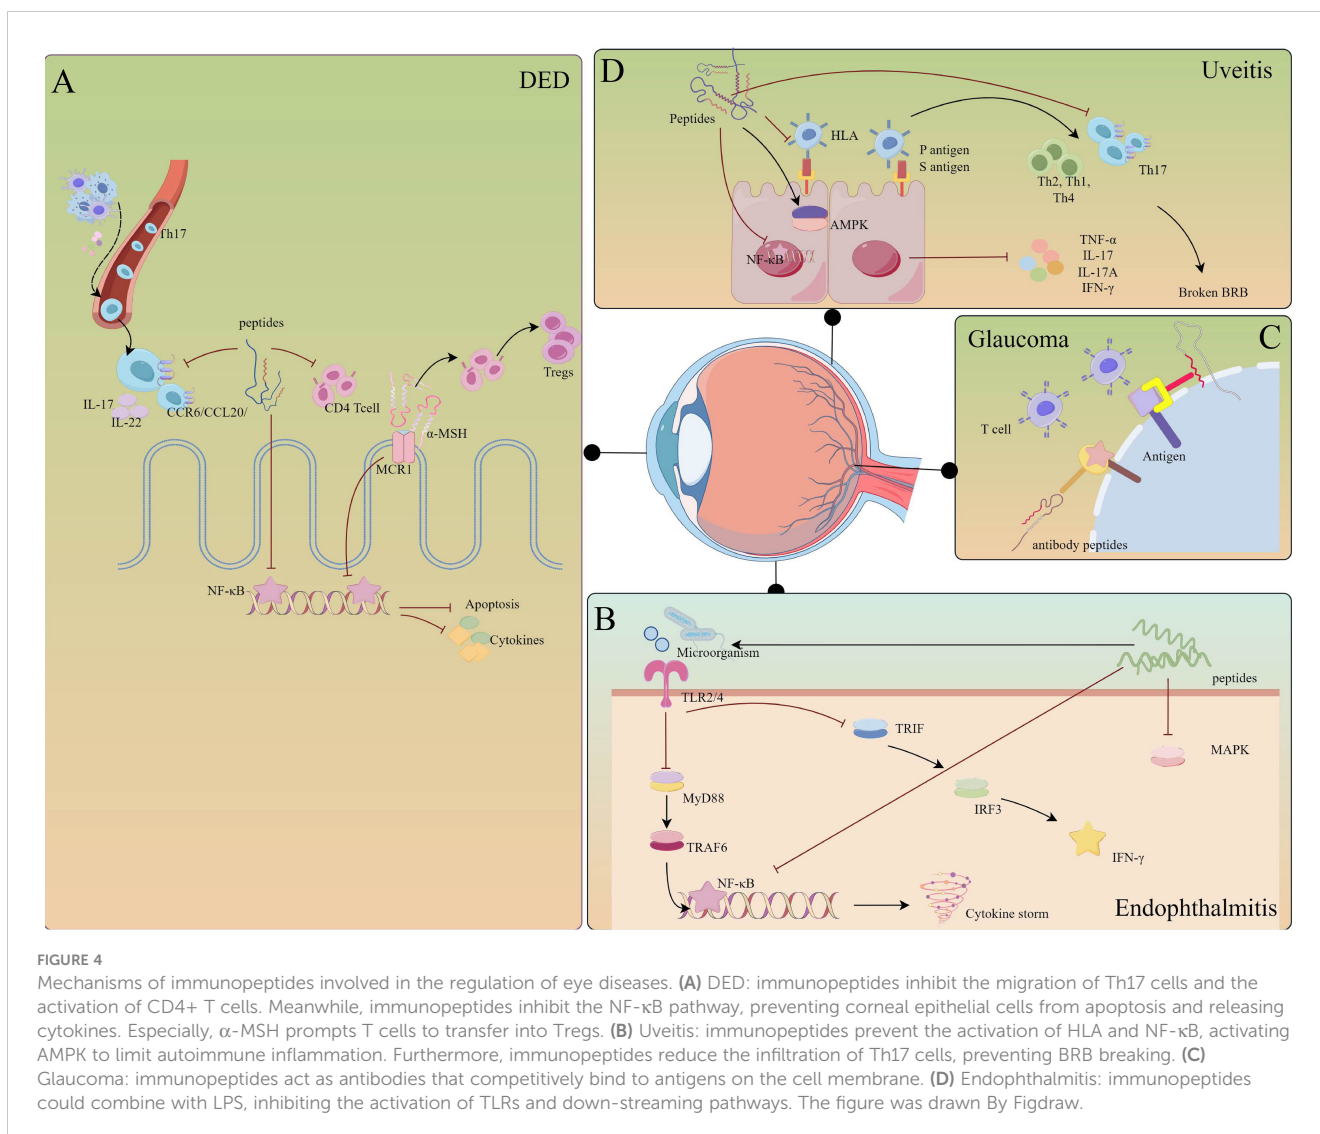 A
DED
Th17
peptides
IL-17
IL-22
CCR6/CCL20/
CD4 Tcell
α-MSH
MCR1
Tregs
NF-κB
Apoptosis
Cytokines
D
Uveitis
Peptides
HLA
P antigen
S antigen
Th2, Th1,
Th4
Th17
AMPK
NF-κB
TNF-α
IL-17
IL-17A
IFN-γ
Broken BRB
Glaucoma
C
T cell
Antigen
antibody peptides
B
Microorganism
peptides
TLR2/4
TRIF
MAPK
MyD88
IRF3
TRAF6
IFN-γ
NF-κB
Cytokine storm
Endophthalmitis
FIGURE 4
Mechanisms of immunopeptides involved in the regulation of eye diseases. (A) DED: immunopeptides inhibit the migration of Th17 cells and the
activation of CD4+ T cells. Meanwhile, immunopeptides inhibit the NF-κB pathway, preventing corneal epithelial cells from apoptosis and releasing
cytokines. Especially, α-MSH prompts T cells to transfer into Tregs. (B) Uveitis: immunopeptides prevent the activation of HLA and NF-κB, activating
AMPK to limit autoimmune inflammation. Furthermore, immunopeptides reduce the infiltration of Th17 cells, preventing BRB breaking. (C)
Glaucoma: immunopeptides act as antibodies that competitively bind to antigens on the cell membrane. (D) Endophthalmitis: immunopeptides
could combine with LPS, inhibiting the activation of TLRs and down-streaming pathways. The figure was drawn By Figdraw.